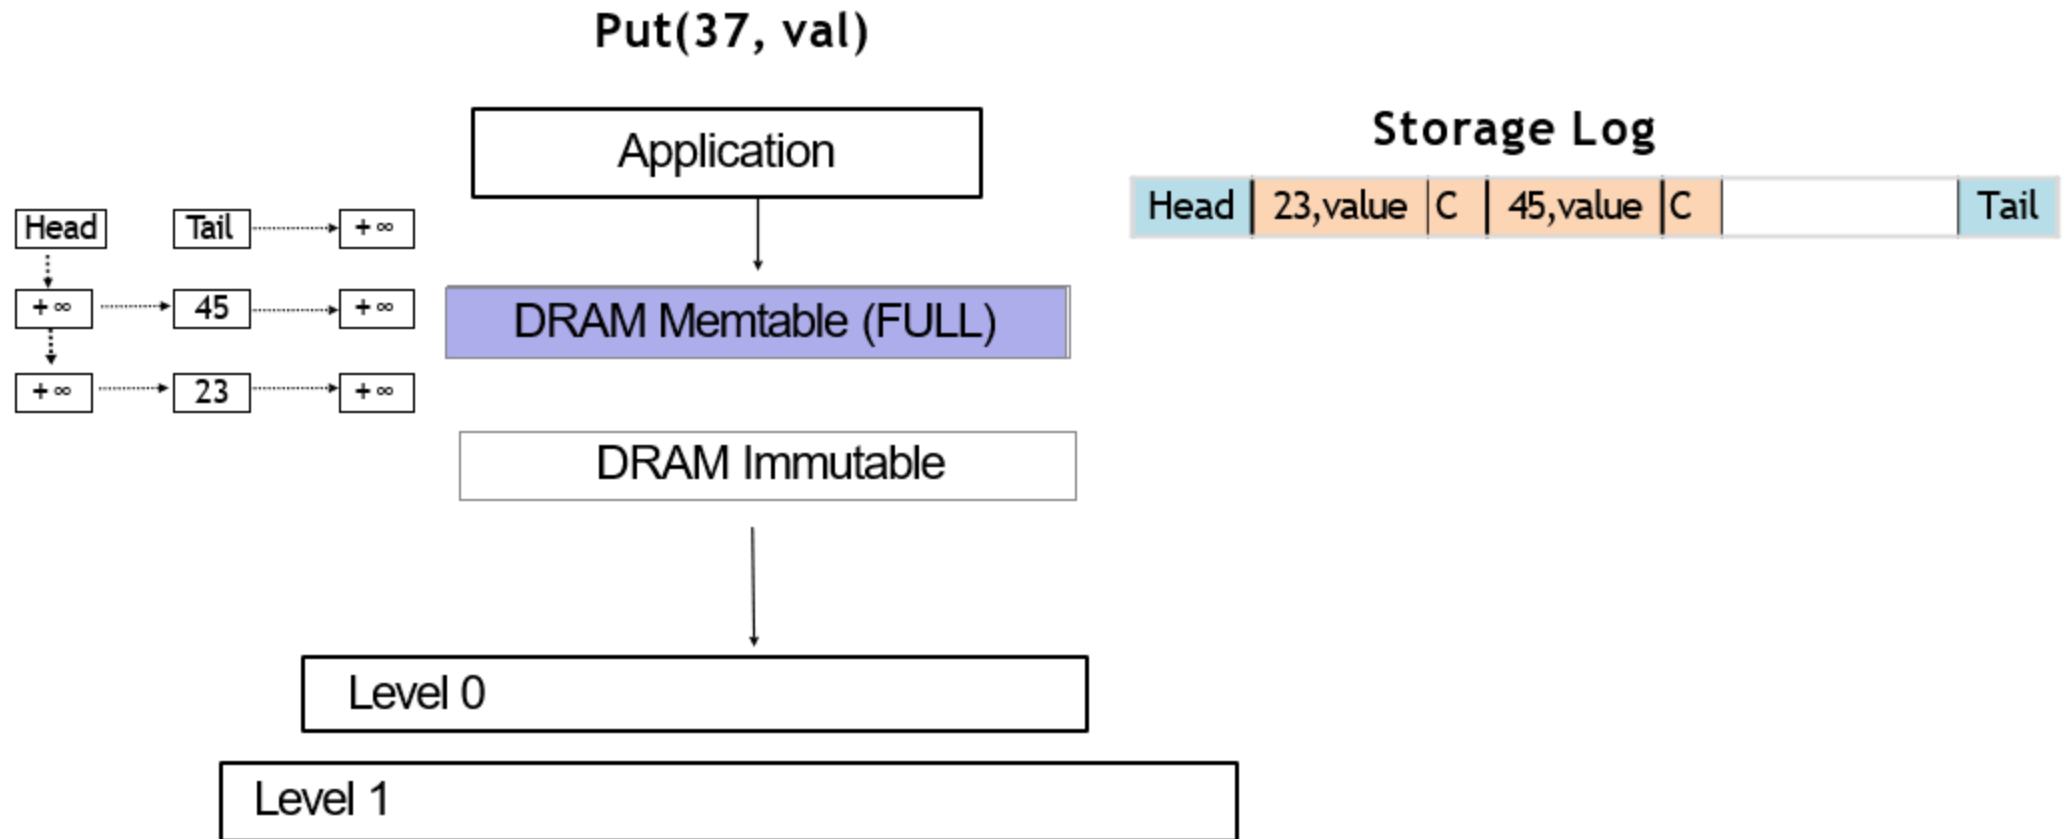 Put(37, val)
Application
Storage Log
Head 23,value C 45,value C Tail
Head Tail +∞
+∞ 45 +∞
DRAM Memtable (FULL)
+∞ 23 +∞
DRAM Immutable
Level 0
Level 1